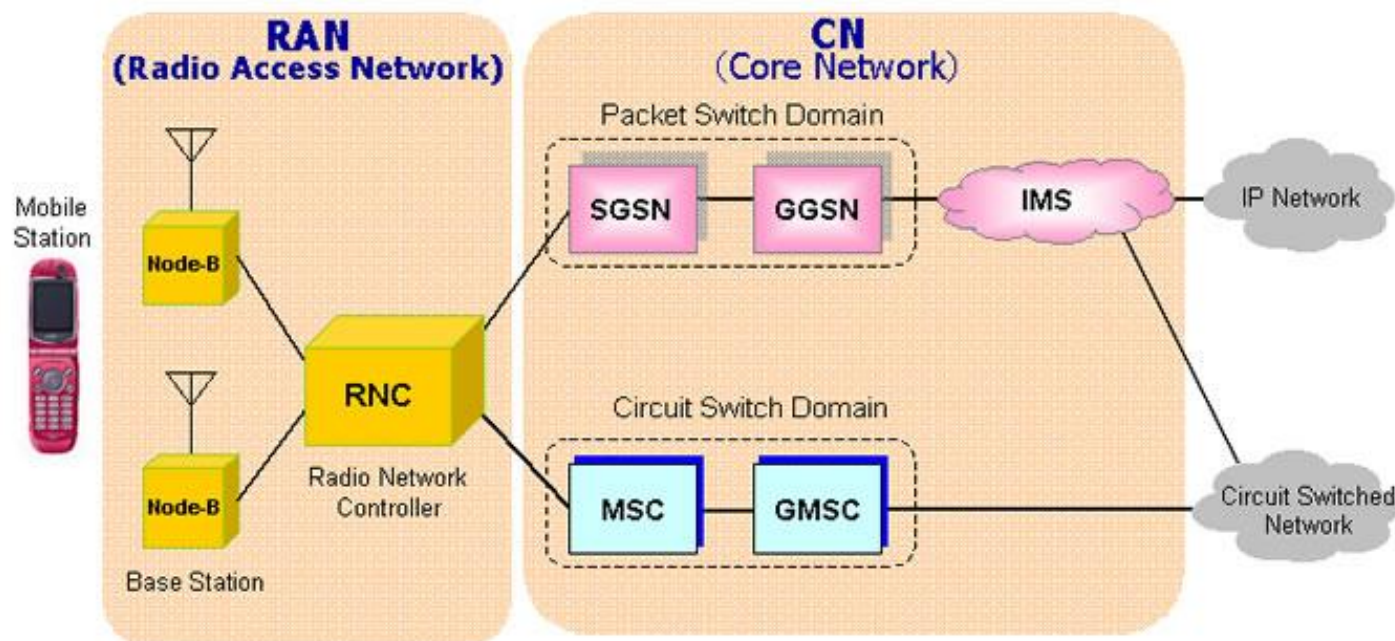 RAN
(Radio Access Network)
CN
(Core Network)
Packet Switch Domain
SGSN
GGSN
IMS
IP Network
Mobile
Station
Node-B
RNC
Radio Network
Controller
Circuit Switch Domain
MSC
GMSC
Circuit Switched
Network
Node-B
Base Station